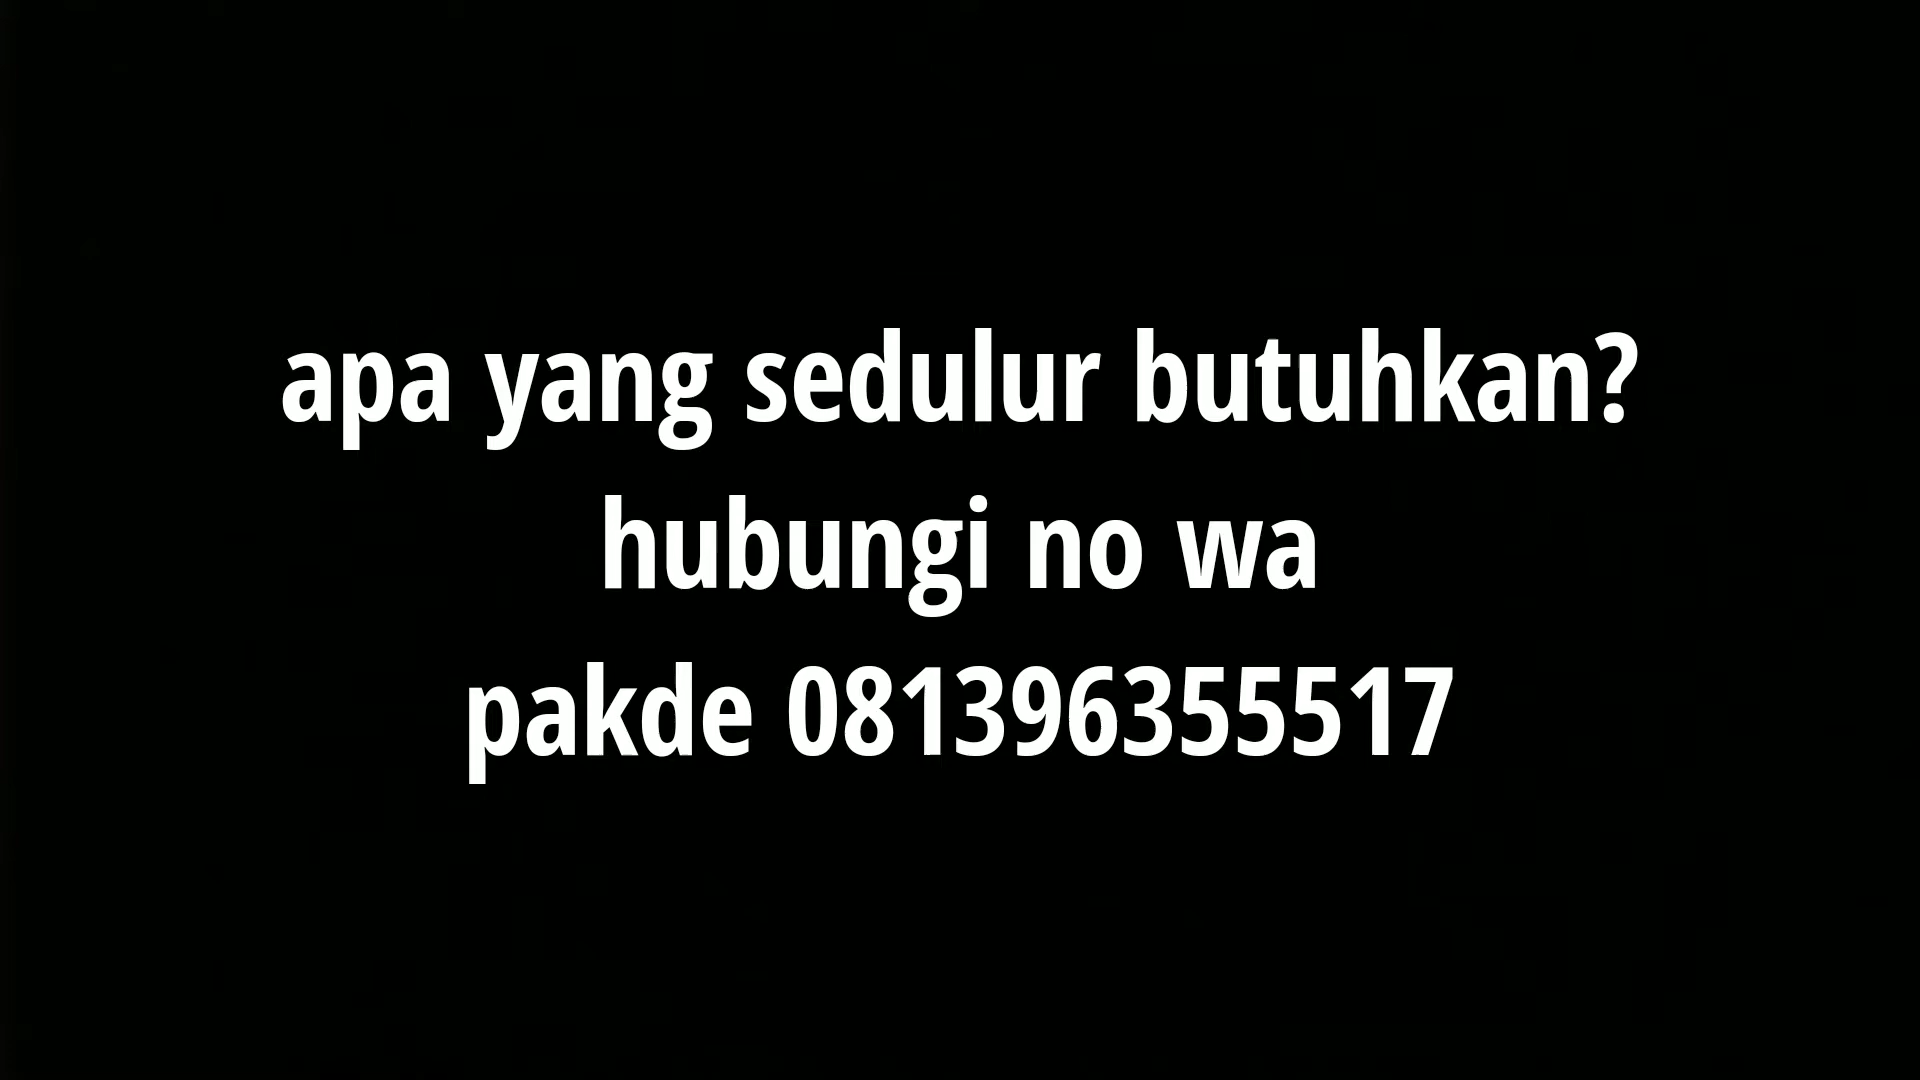 apa yang sedulur butuhkan?
hubungi no wa
pakde 081396355517